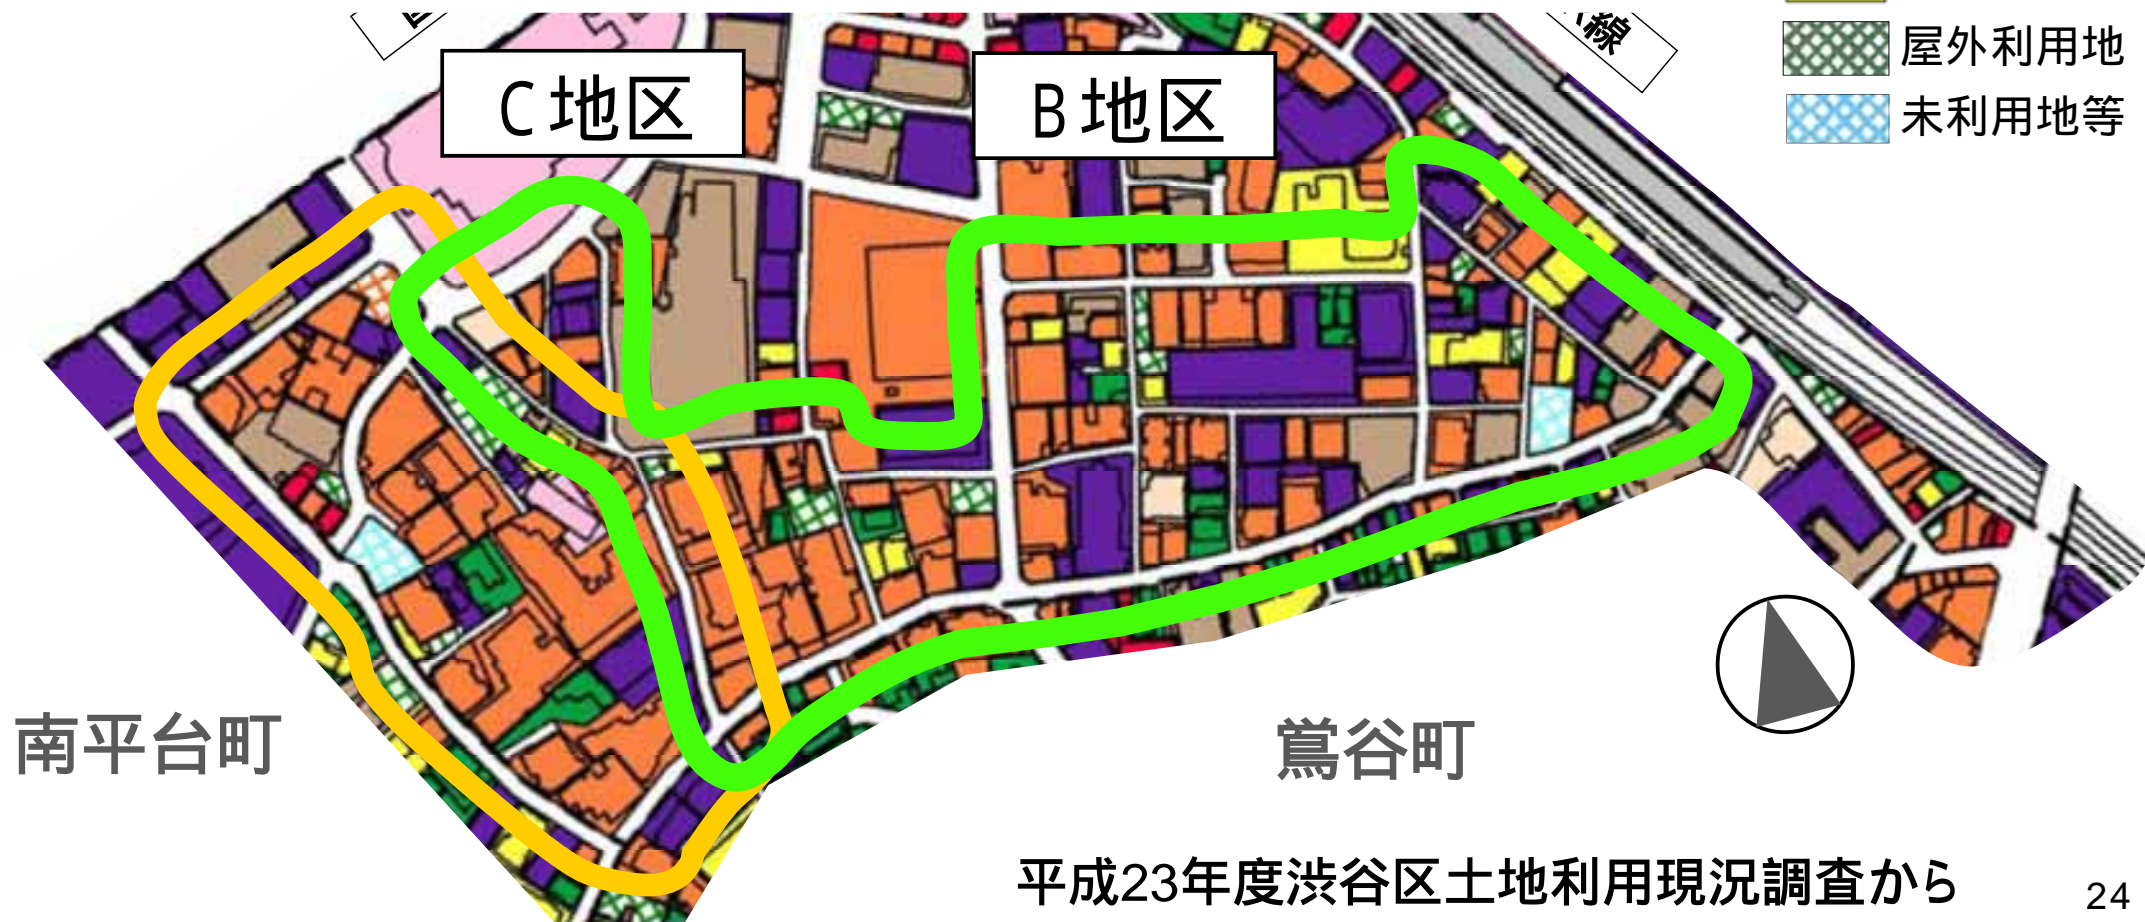 線
屋外利用地
C地区
B地区
未利用地等
南平台町
鶯谷町
平成23年度渋谷区土地利用現況調査から
24